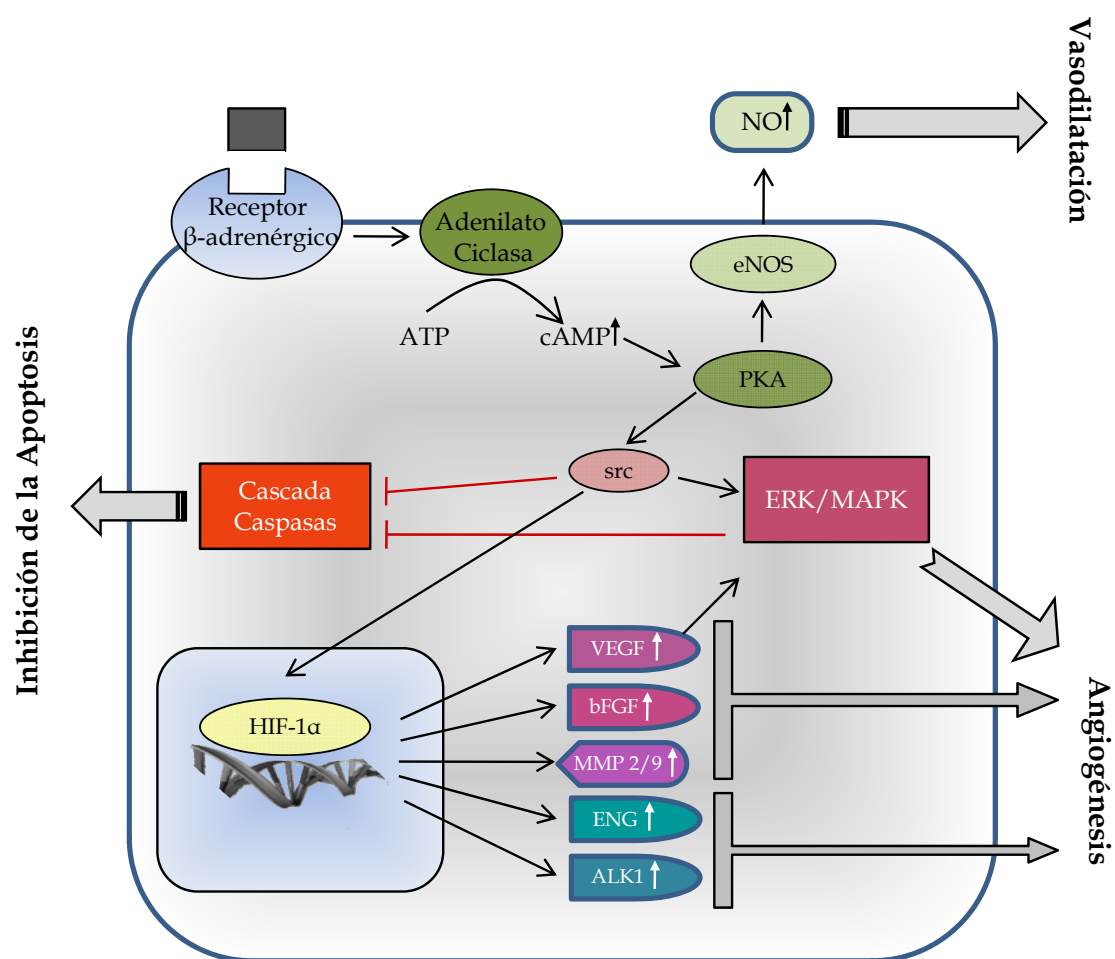 Vasodilatación
NO
Receptor
β-adrenérgico
Adenilato
Ciclasa
eNOS
ATP
cAMP
PKA
Inhibición de la Apoptosis
src
Cascada
Caspasas
ERK/MAPK
VEGF
bFGF
HIF-1α
MMP 2/9
ENG
ALK1
Angiogénesis